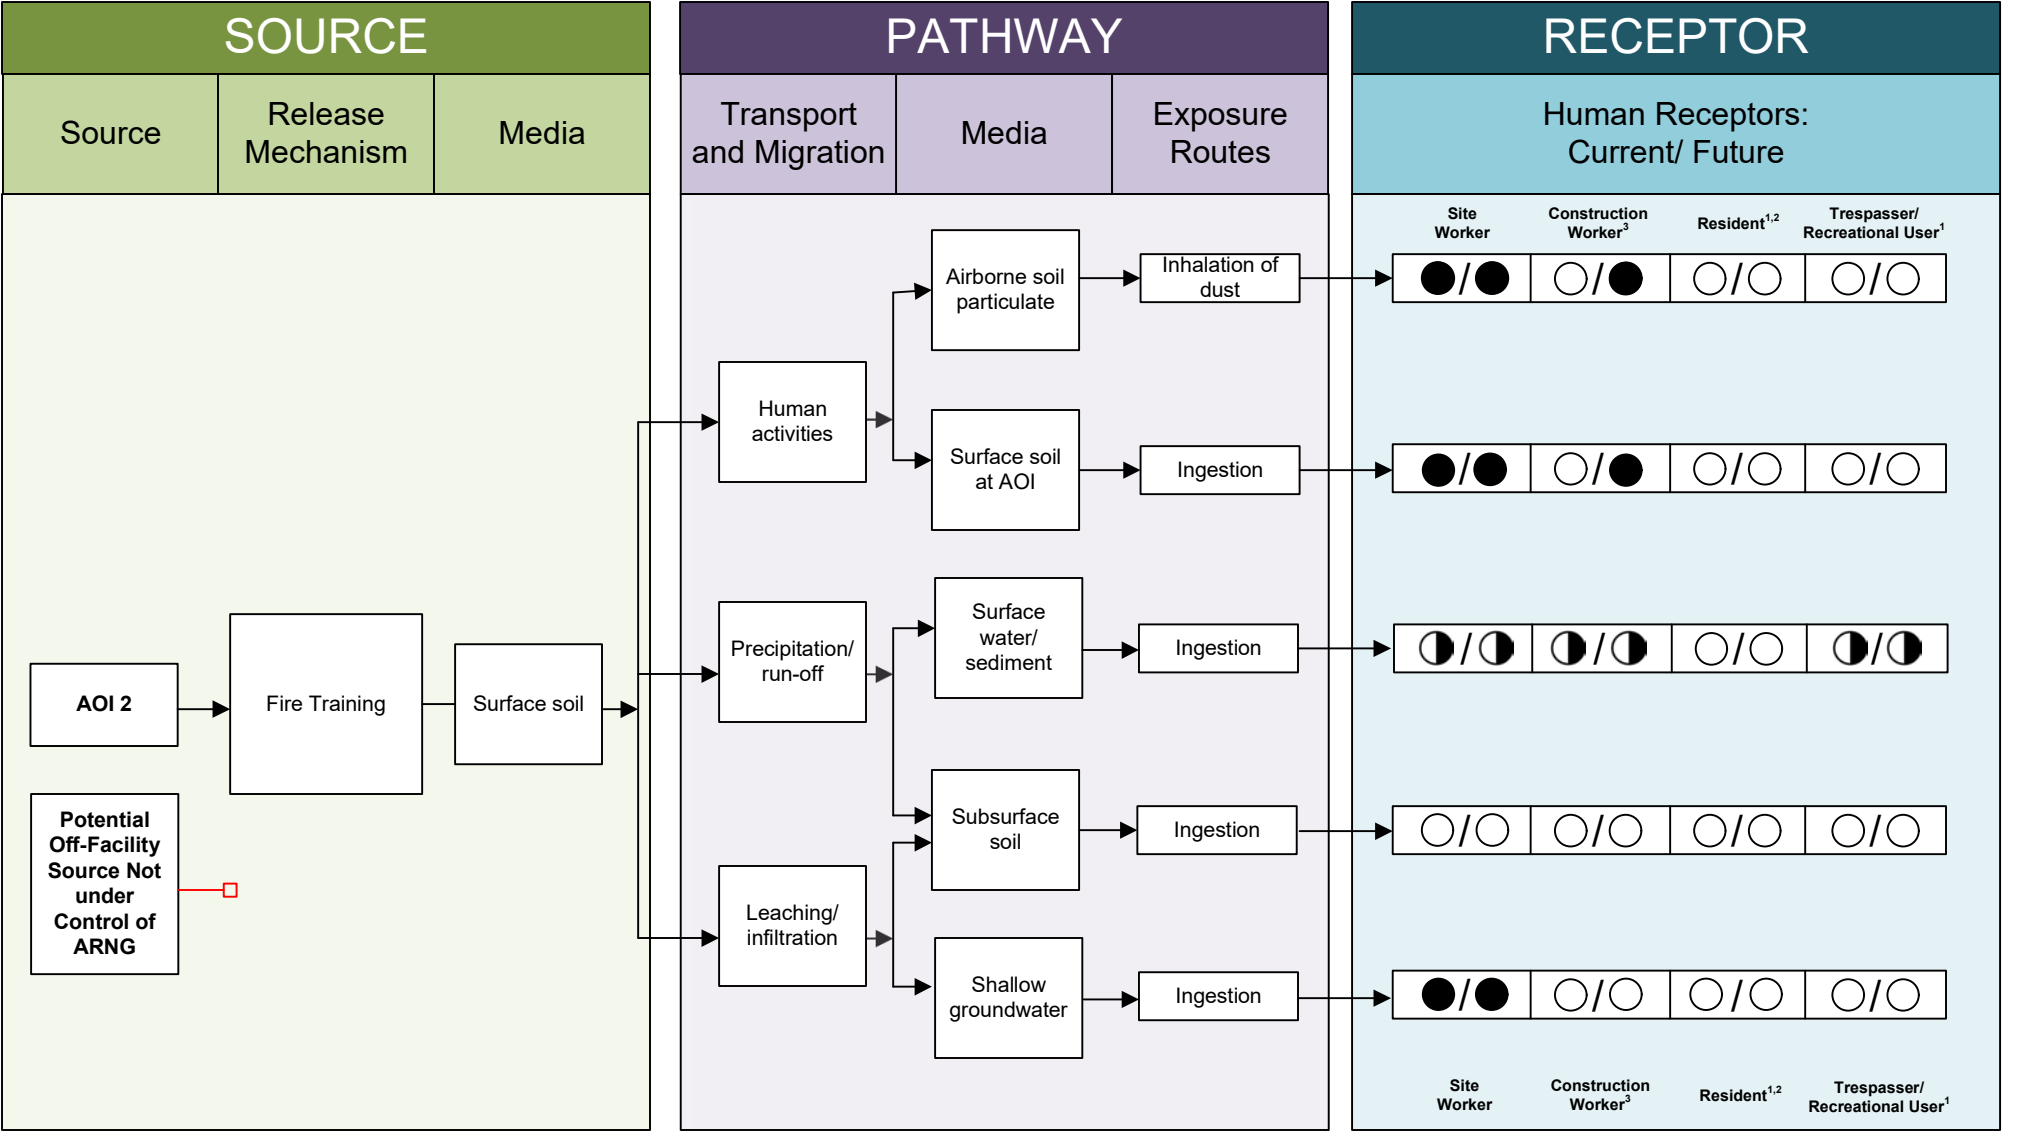 SOURCE
PATHWAY
RECEPTOR
Source
Release
Mechanism
Media
Transport
and Migration
Media
Exposure
Routes
Human Receptors:
Current/ Future
Site
Worker
Construction
Worker³
Resident¹,²
Trespasser/
Recreational User¹
Airborne soil
particulate
Inhalation of
dust
Human
activities
Surface soil
at AOI
Ingestion
Surface
water/
sediment
Ingestion
Precipitation/
run-off
AOI 2
Fire Training
Surface soil
Potential
Off-Facility
Source Not
under
Control of
ARNG
Subsurface
soil
Ingestion
Leaching/
infiltration
Shallow
groundwater
Ingestion
Site
Worker
Construction
Worker³
Resident¹,²
Trespasser/
Recreational User¹